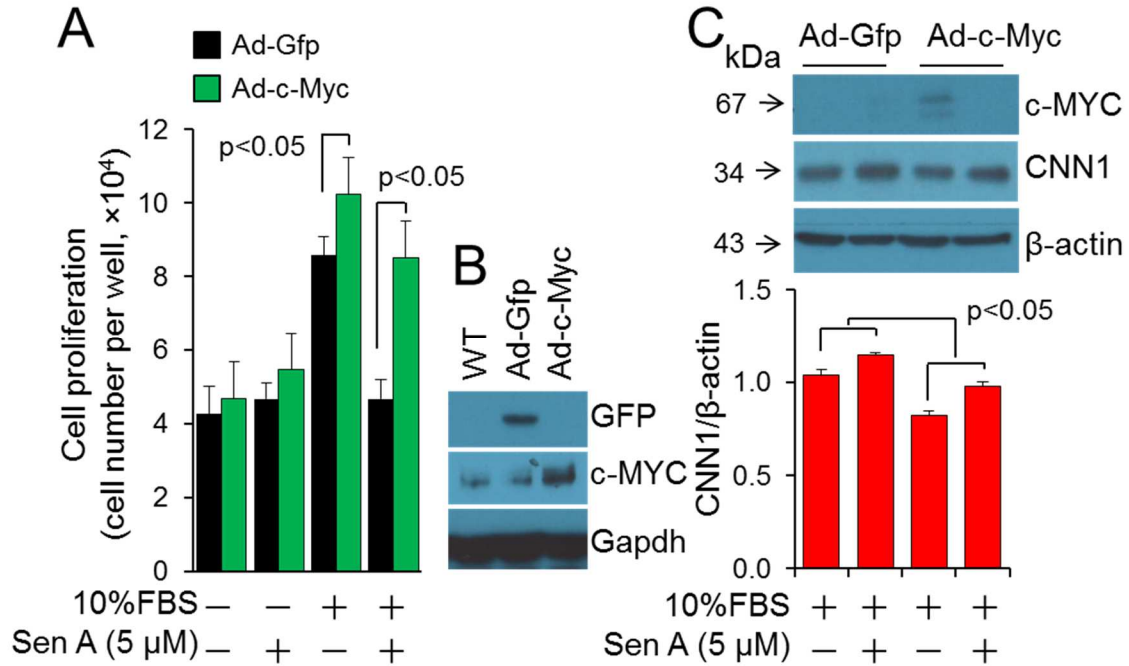 A
Ad-Gfp
Ad-c-Myc
Cell proliferation
(cell number per well, ×10⁴)
12
10
8
6
4
2
0
p<0.05
p<0.05
10%FBS − − + +
Sen A (5 µM) − + − +
B
WT
Ad-Gfp
Ad-c-Myc
GFP
c-MYC
Gapdh
C
kDa
Ad-Gfp Ad-c-Myc
67 → c-MYC
34 → CNN1
43 → β-actin
CNN1/β-actin
1.5
1.0
0.5
0.0
p<0.05
10%FBS + + + +
Sen A (5 µM) − + − +